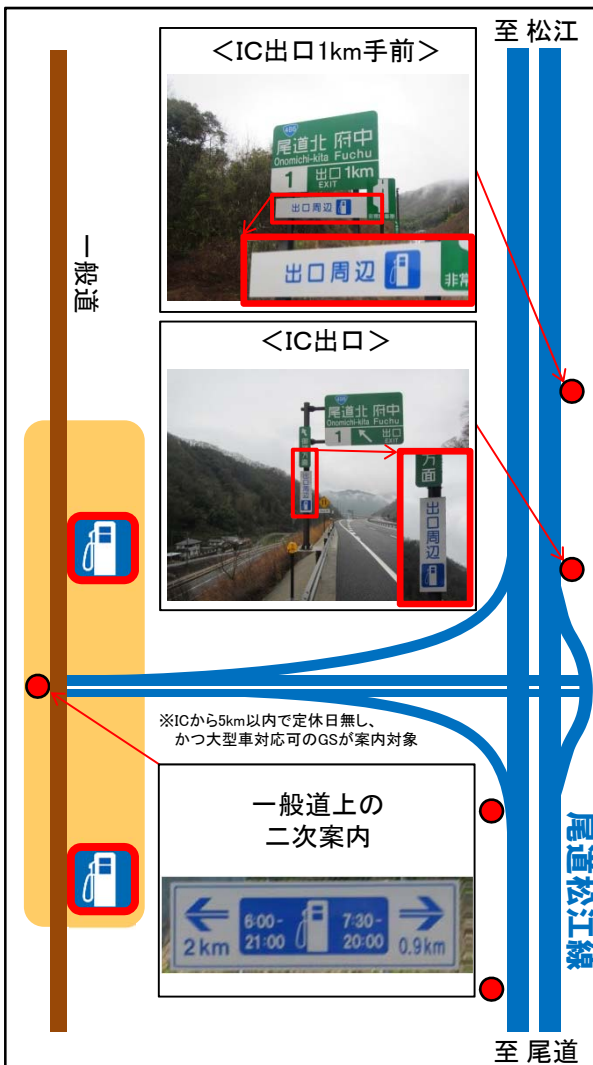 至 松江
＜IC出口1km手前＞
486
尾道北 府中
Onomichi-kita Fuchu
1 出口 1km
EXIT
出口周辺
出口周辺
非常
一般道
＜IC出口＞
尾道北 府中
Onomichi-kita Fuchu
1 出口
EXIT
出口周辺
方面
出口周辺
※ICから5km以内で定休日無し、
かつ大型車対応可のGSが案内対象
一般道上の
二次案内
6:00-
21:00
7:30-
20:00
2km
0.9km
尾道松江線
至 尾道